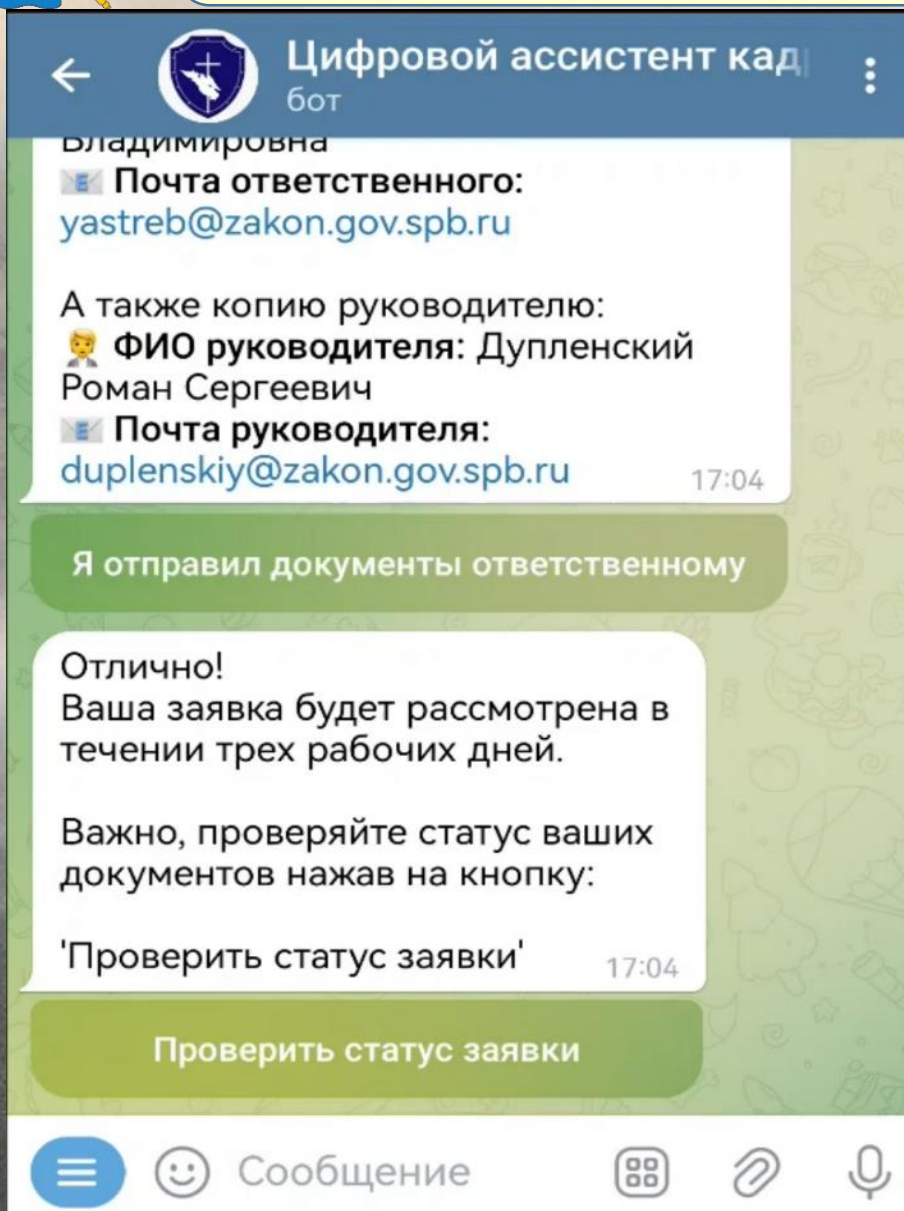 Цифровой ассистент кад
бот
Владимировна
Почта ответственного:
yastreb@zakon.gov.spb.ru
А также копию руководителю:
ФИО руководителя: Дупленский
Роман Сергеевич
Почта руководителя:
duplenskiy@zakon.gov.spb.ru
17:04
Я отправил документы ответственному
Отлично!
Ваша заявка будет рассмотрена в
течении трех рабочих дней.
Важно, проверяйте статус ваших
документов нажав на кнопку:
'Проверить статус заявки'
17:04
Проверить статус заявки
Сообщение